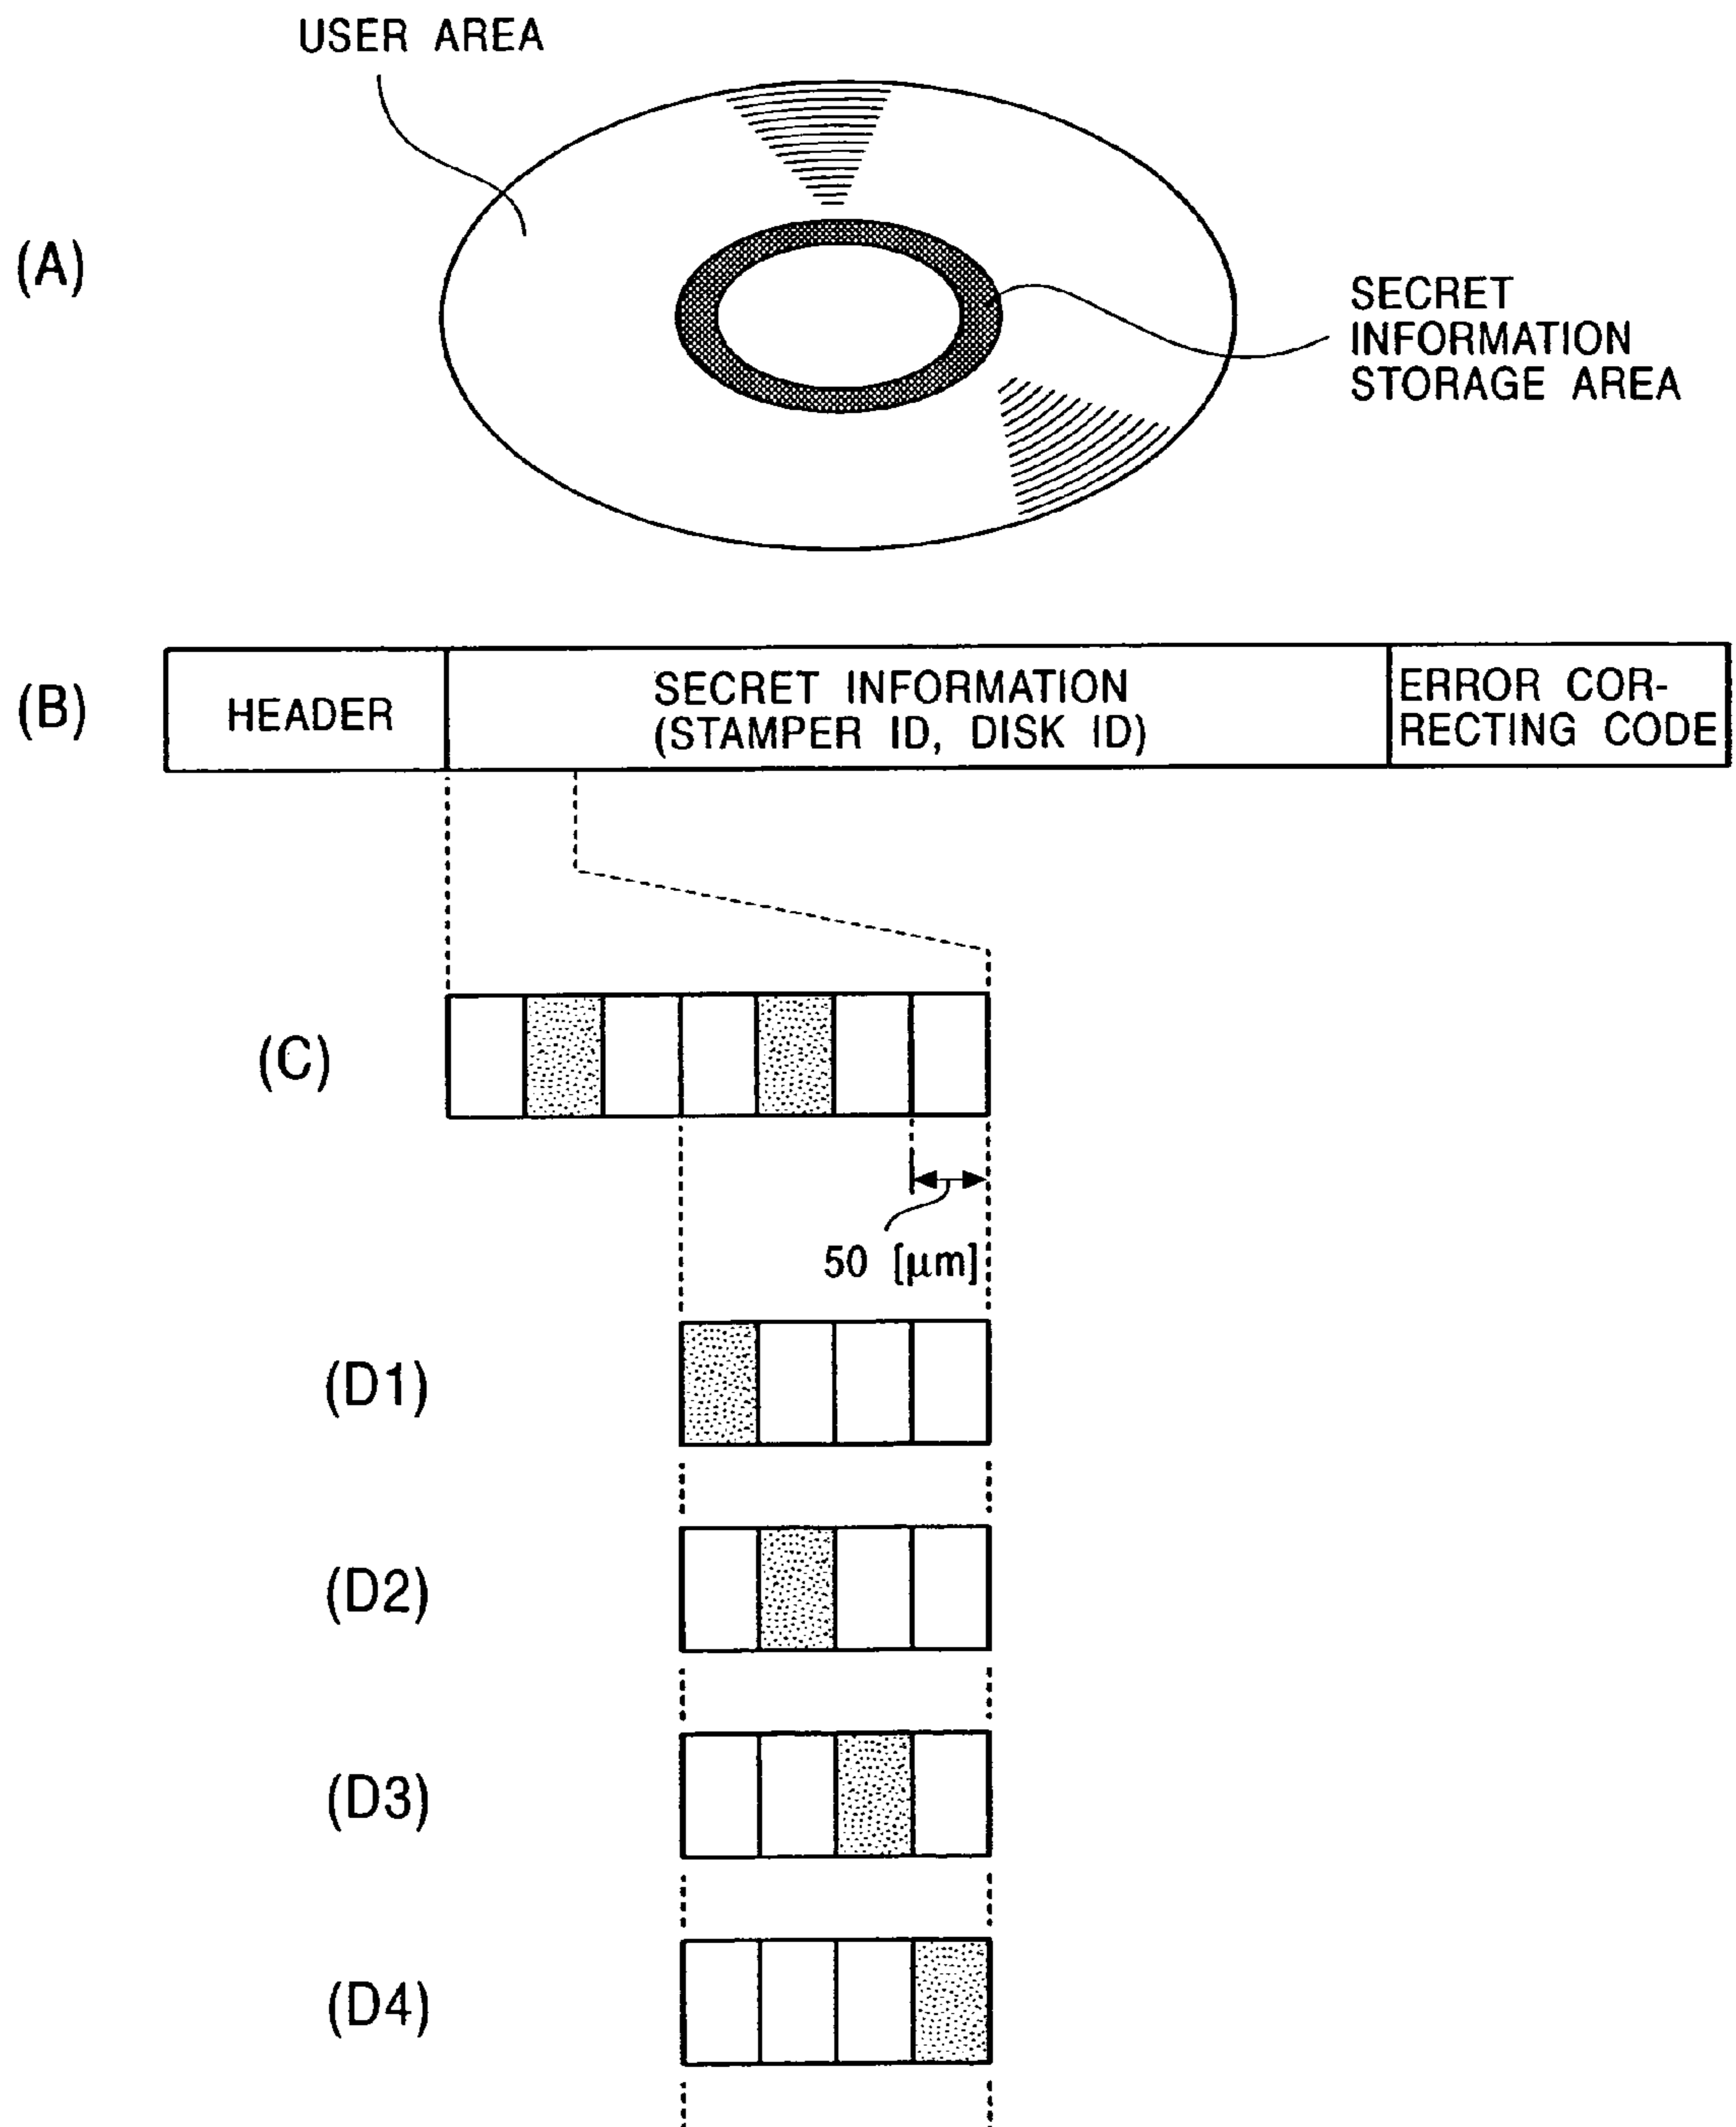 USER AREA
(A)
SECRET
INFORMATION
STORAGE AREA
(B)
HEADER
SECRET INFORMATION
(STAMPER ID, DISK ID)
ERROR COR-
RECTING CODE
(C)
50 [µm]
(D1)
(D2)
(D3)
(D4)